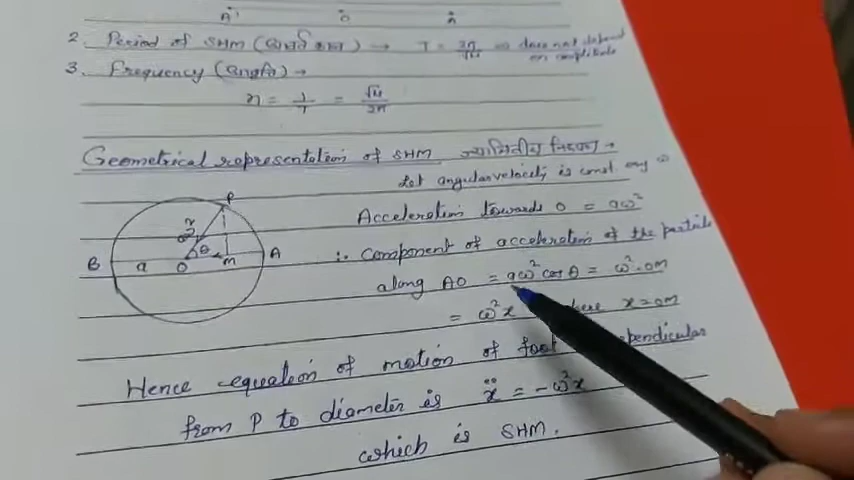 A' O A
2. Period of SHM (आवर्त काल) → T = 2π/√μ ⇒ does not depend on amplitude
3. Frequency (आवृत्ति) →
n = 1/T = √μ/2π
Geometrical representation of SHM ज्यामितीय निरूपण →
Let angular velocity is const
P
Acceleration towards O = aω²
B a O θ M A
∴ Component of acceleration of the particle
along AO = aω² cos θ = ω².OM
= ω²x where x = OM
Hence equation of motion of foot perpendicular
from P to diameter is ẍ = -ω²x
which is SHM.